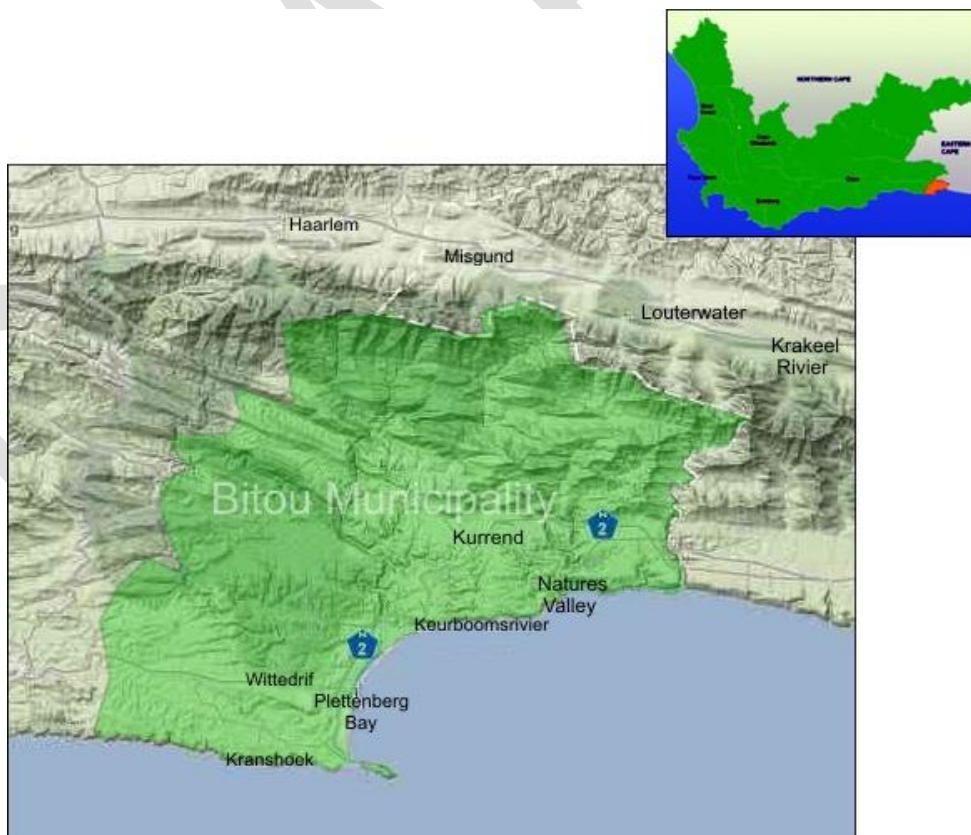 NORTHERN CAPE
EASTERN
CAPE
Haarlem
Misgund
Louterwater
Krakeel
Rivier
g
Bitou Municipality
N
2
Kurrend
Natures
Valley
Keurboomsrivier
N
2
Wittedrif
Plettenberg
Bay
Kranshoek